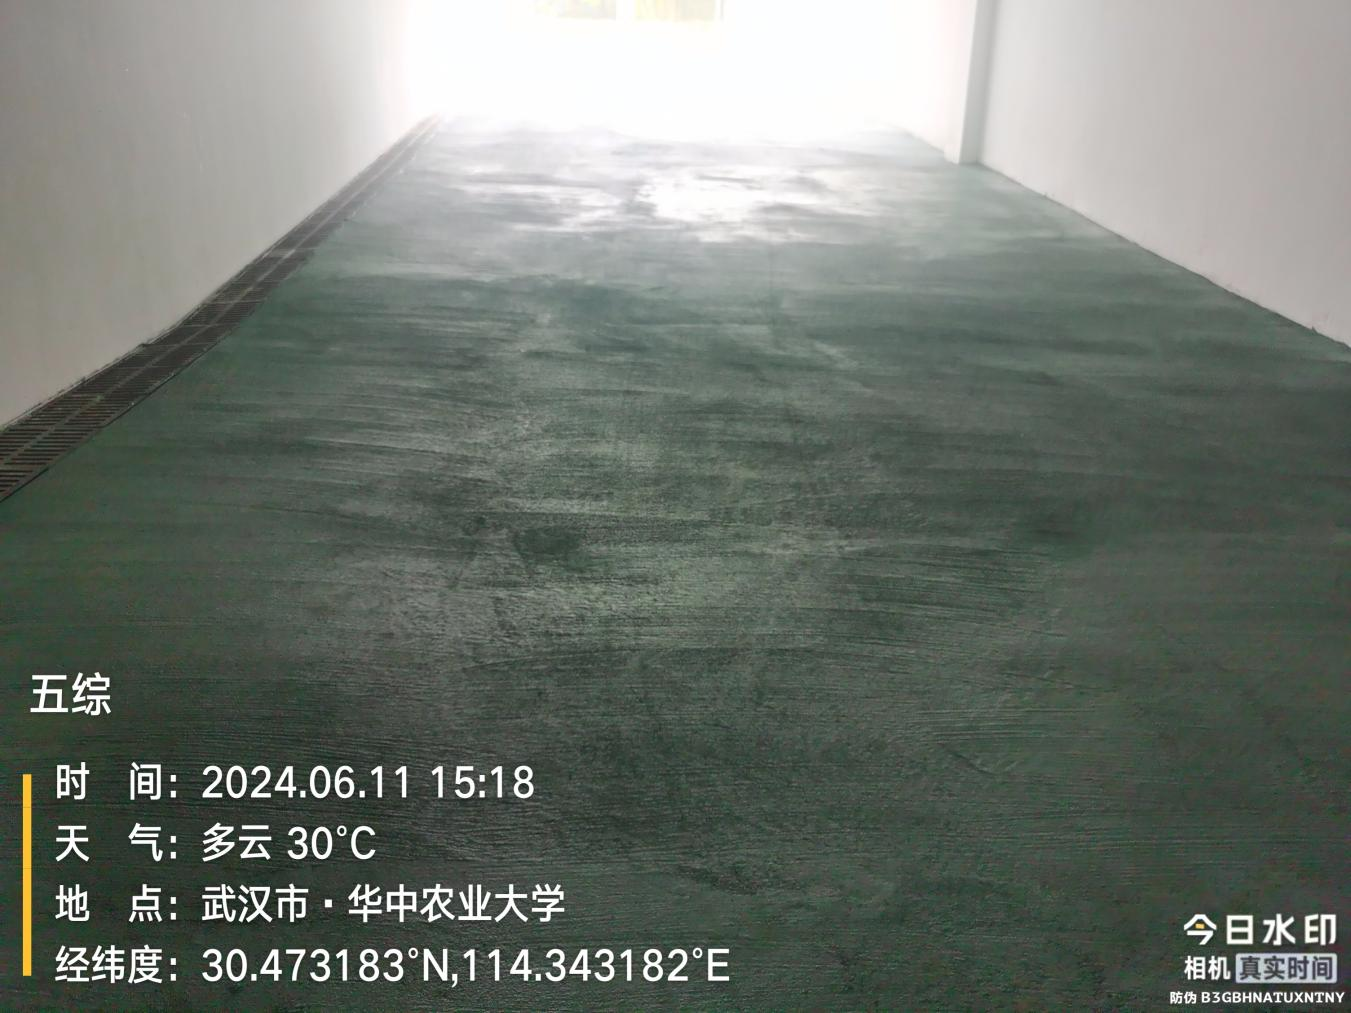 五综
时 间：2024.06.11 15:18
天 气：多云 30°C
地 点：武汉市·华中农业大学
经纬度：30.473183°N,114.343182°E
今日水印
相机 真实时间
防伪 B3GBHNATUXNTNY